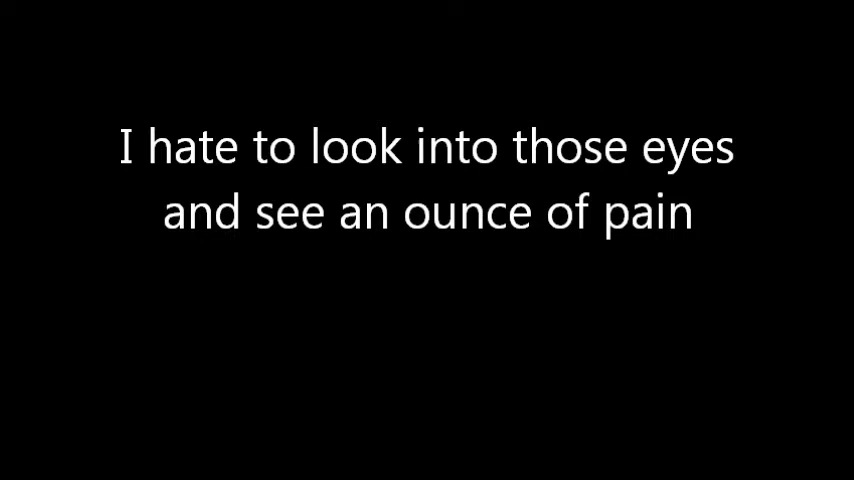 I hate to look into those eyes
and see an ounce of pain